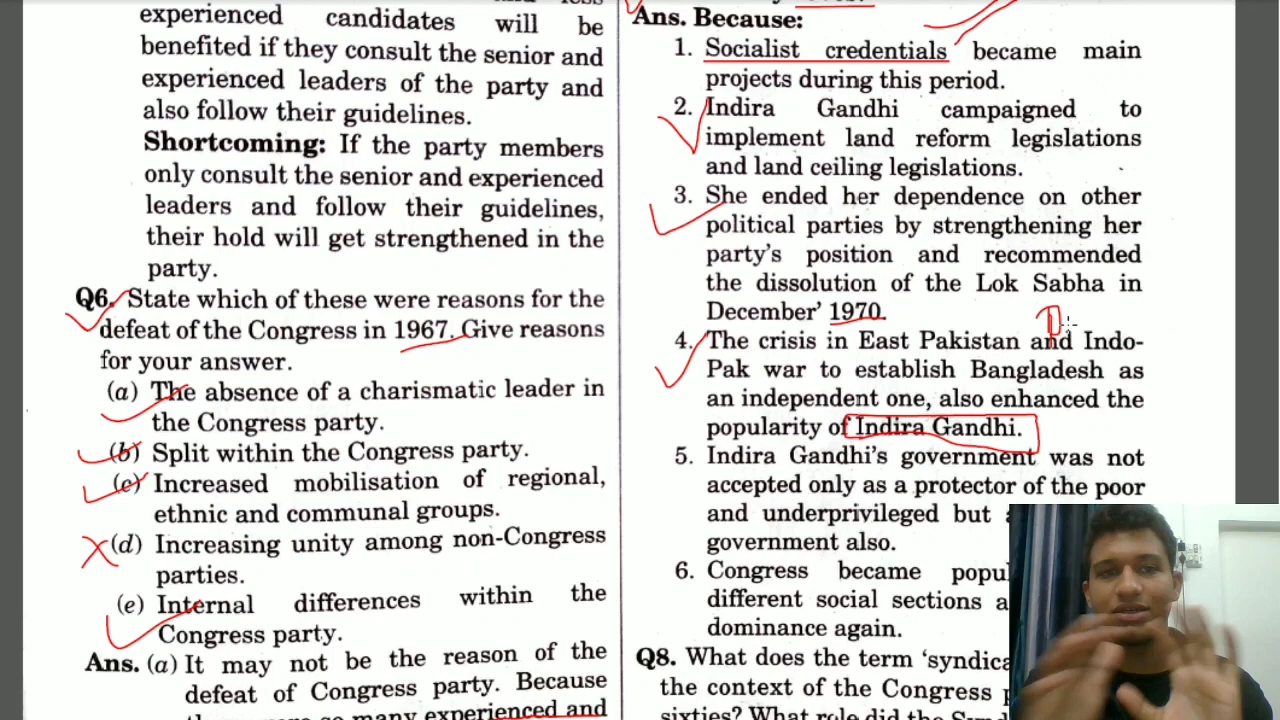 experienced candidates will be
benefited if they consult the senior and
experienced leaders of the party and
also follow their guidelines.
Shortcoming: If the party members
only consult the senior and experienced
leaders and follow their guidelines,
their hold will get strengthened in the
party.
Q6. State which of these were reasons for the
defeat of the Congress in 1967. Give reasons
for your answer.
(a) The absence of a charismatic leader in
the Congress party.
(b) Split within the Congress party.
(c) Increased mobilisation of regional,
ethnic and communal groups.
(d) Increasing unity among non-Congress
parties.
(e) Internal differences within the
Congress party.
Ans. (a) It may not be the reason of the
defeat of Congress party. Because
many experienced and
Ans. Because:
1. Socialist credentials became main
projects during this period.
2. Indira Gandhi campaigned to
implement land reform legislations
and land ceiling legislations.
3. She ended her dependence on other
political parties by strengthening her
party's position and recommended
the dissolution of the Lok Sabha in
December' 1970.
4. The crisis in East Pakistan and Indo-
Pak war to establish Bangladesh as
an independent one, also enhanced the
popularity of Indira Gandhi.
5. Indira Gandhi's government was not
accepted only as a protector of the poor
and underprivileged but
government also.
6. Congress became
different social sections
dominance again.
Q8. What does the term 'syndica
the context of the Congress
sixties? What role did the